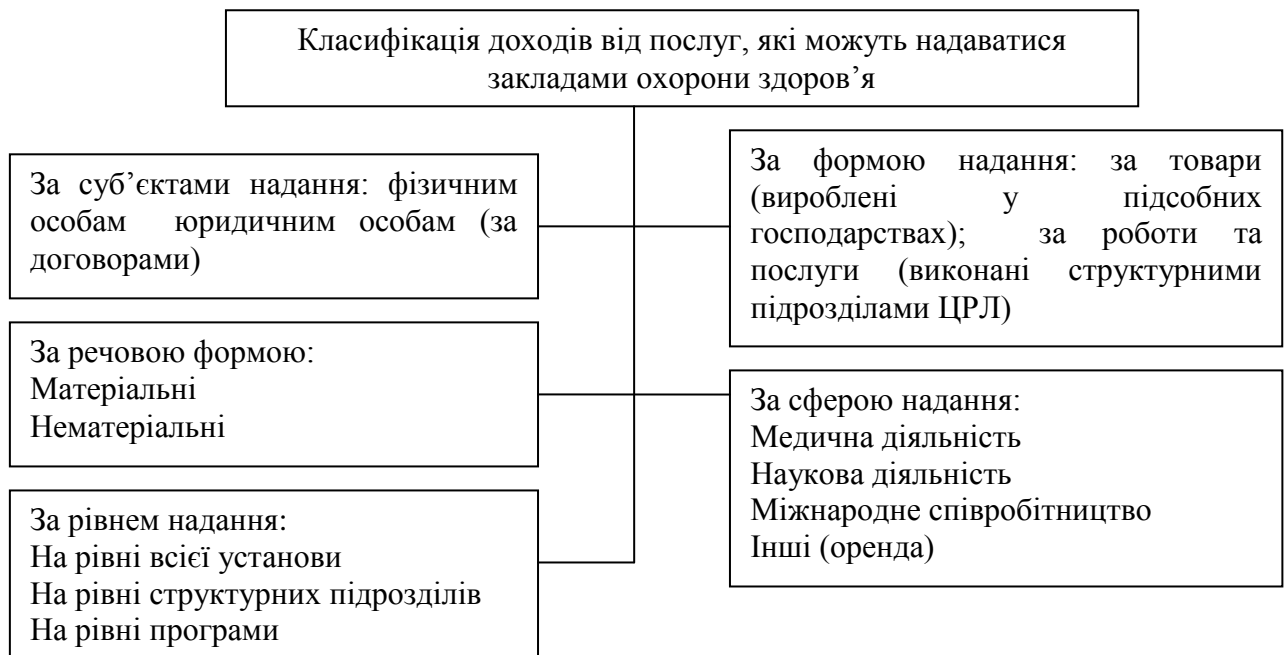 Класифікація доходів від послуг, які можуть надаватися
закладами охорони здоров’я
За суб’єктами надання: фізичним
особам юридичним особам (за
договорами)
За формою надання: за товари
(вироблені у підсобних
господарствах); за роботи та
послуги (виконані структурними
підрозділами ЦРЛ)
За речовою формою:
Матеріальні
Нематеріальні
За сферою надання:
Медична діяльність
Наукова діяльність
Міжнародне співробітництво
Інші (оренда)
За рівнем надання:
На рівні всієї установи
На рівні структурних підрозділів
На рівні програми